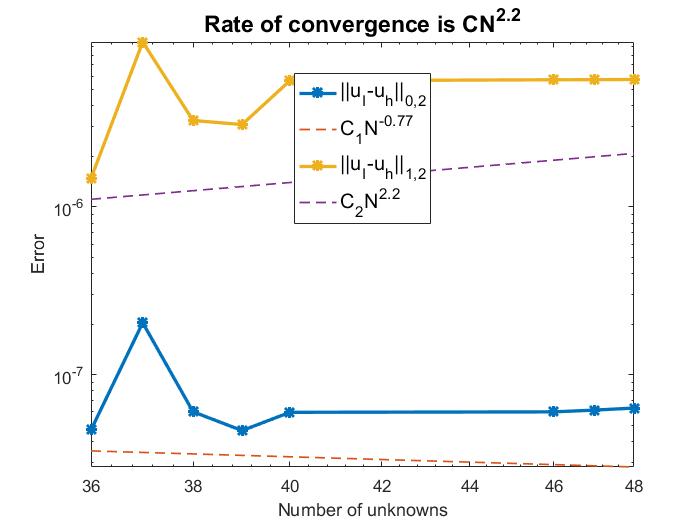 Rate of convergence is CN^2.2
||u_I-u_h||_0,2
C_1N^-0.77
||u_I-u_h||_1,2
C_2N^2.2
10^-6
Error
10^-7
36 38 40 42 44 46 48
Number of unknowns